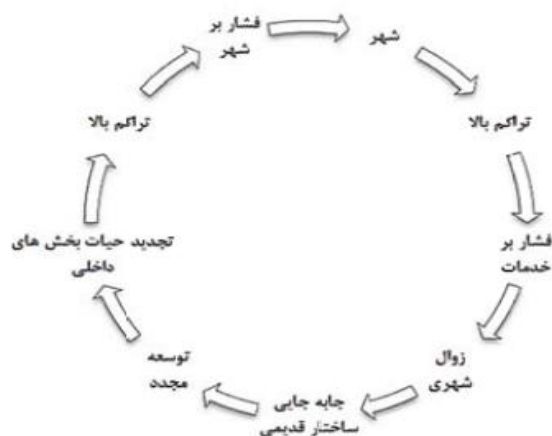 شهر
تراکم بالا
فشار بر
خدمات
زوال
شهری
جابه جایی
ساختار قدیمی
توسعه
مجدد
تجدید حیات بخش های
داخلی
تراکم بالا
فشار بر
شهر